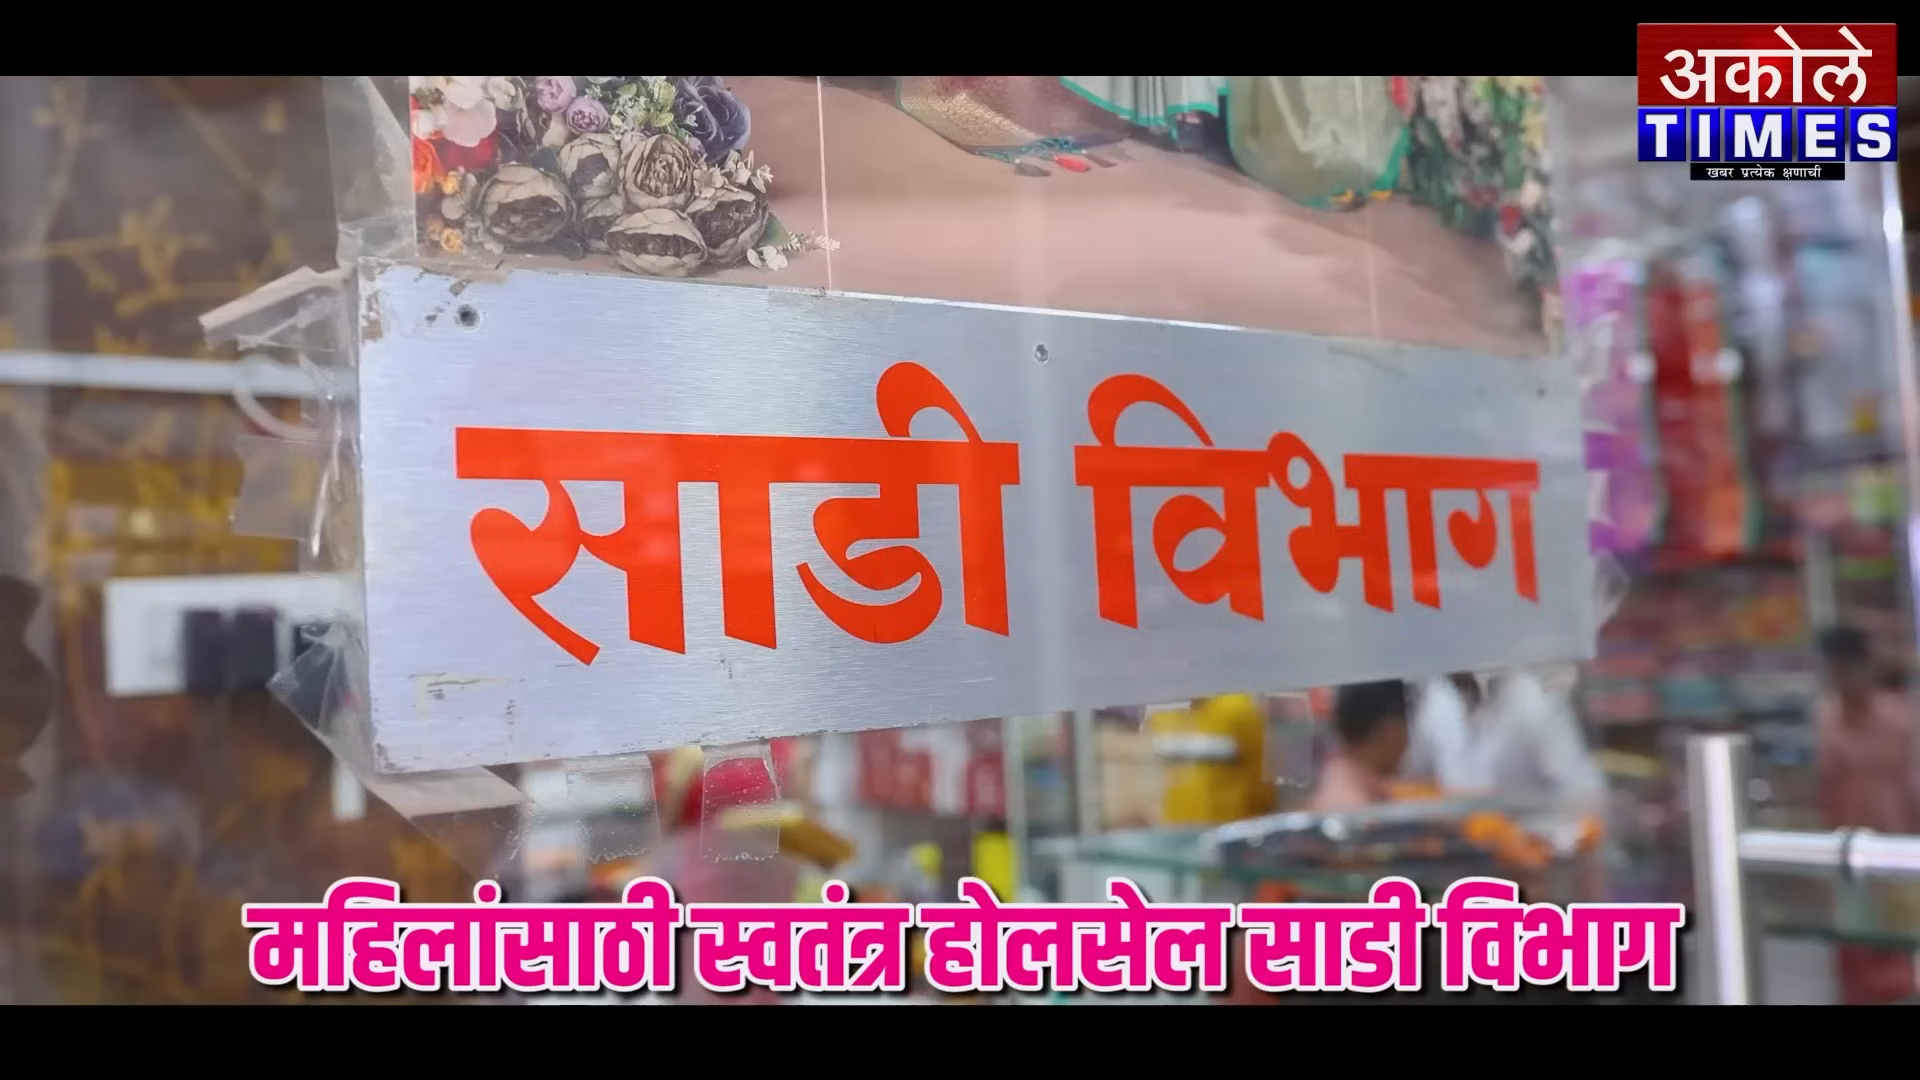 अकोले
TIMES
खबर प्रत्येक क्षणाची
साडी विभाग
महिलांसाठी स्वतंत्र होलसेल साडी विभाग